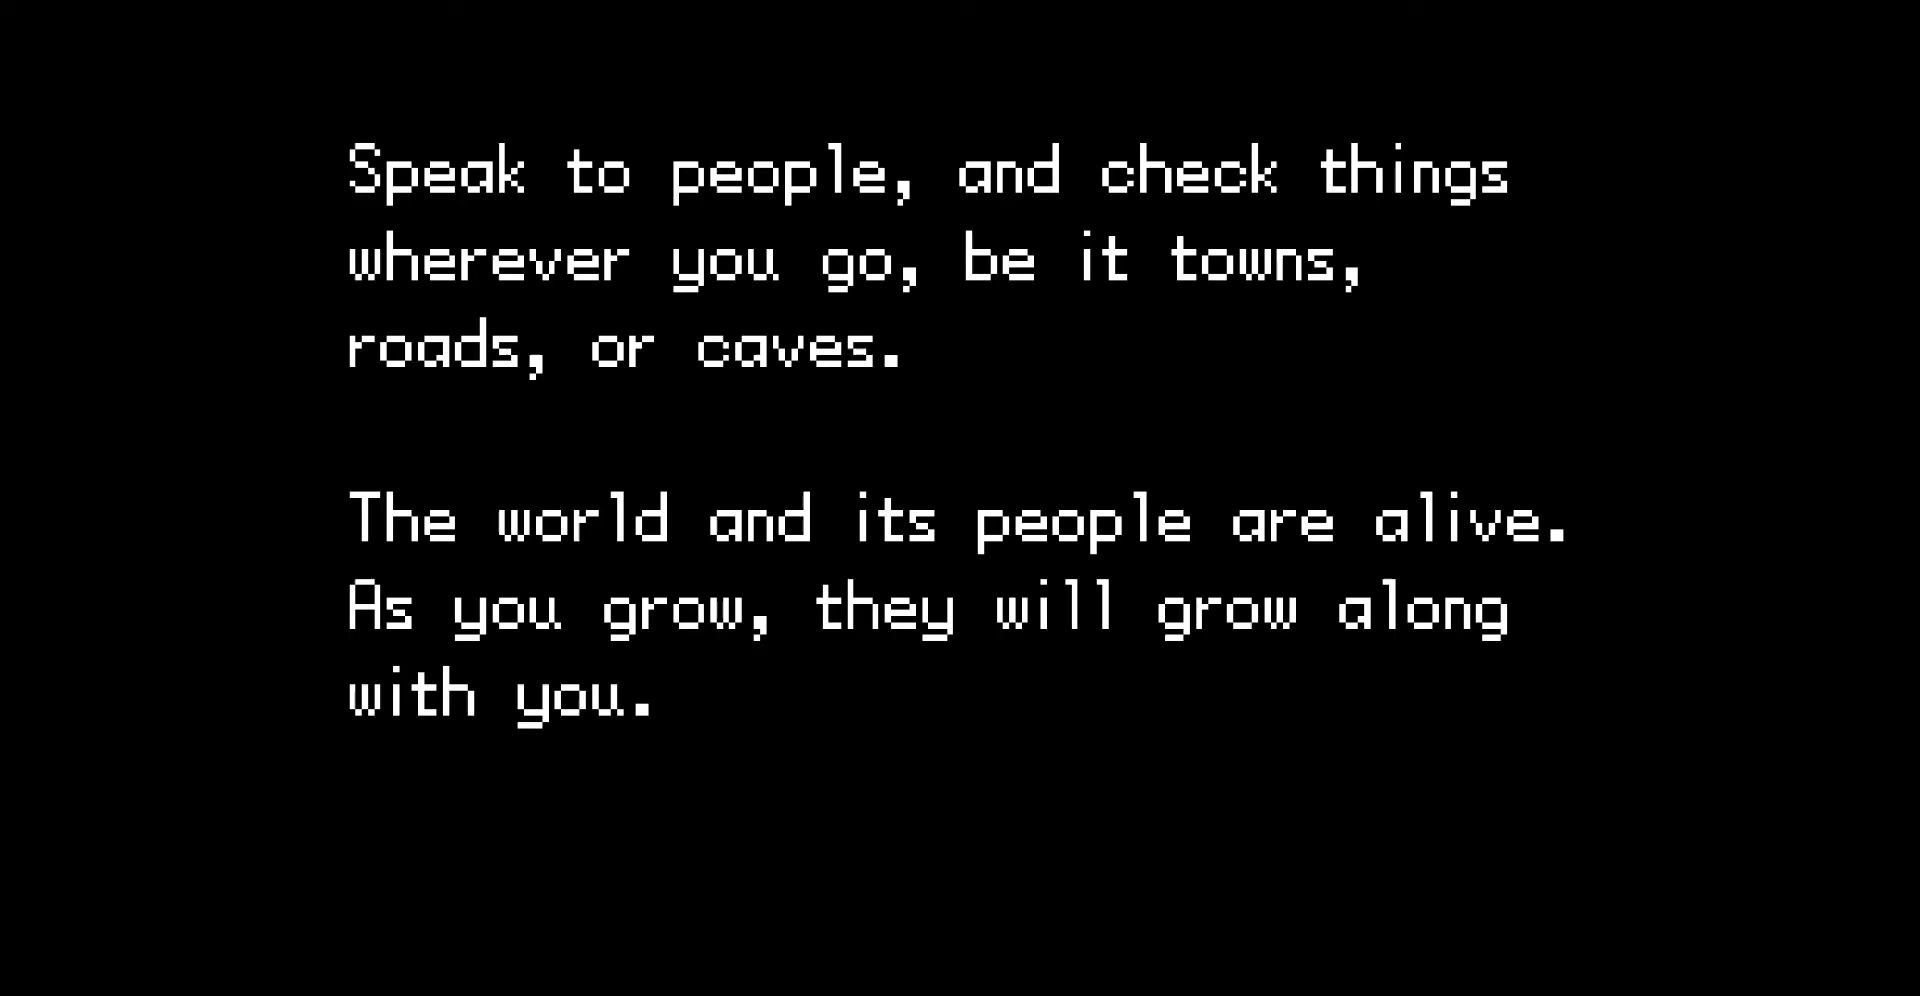 Speak to people, and check things
wherever you go, be it towns,
roads, or caves.
The world and its people are alive.
As you grow, they will grow along
with you.